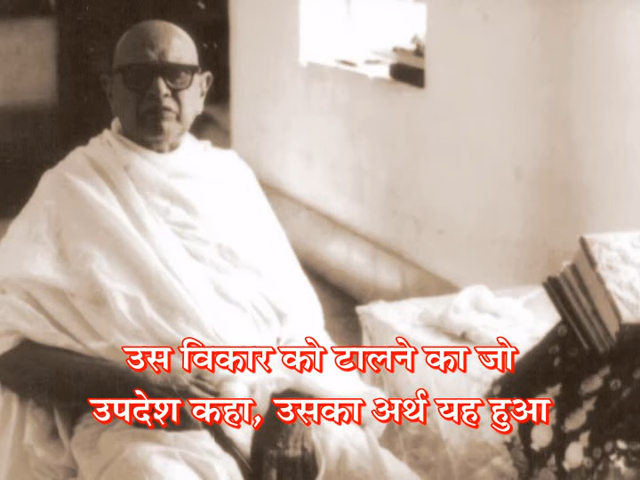 उस विकार को टालने का जो
उपदेश कहा, उसका अर्थ यह हुआ